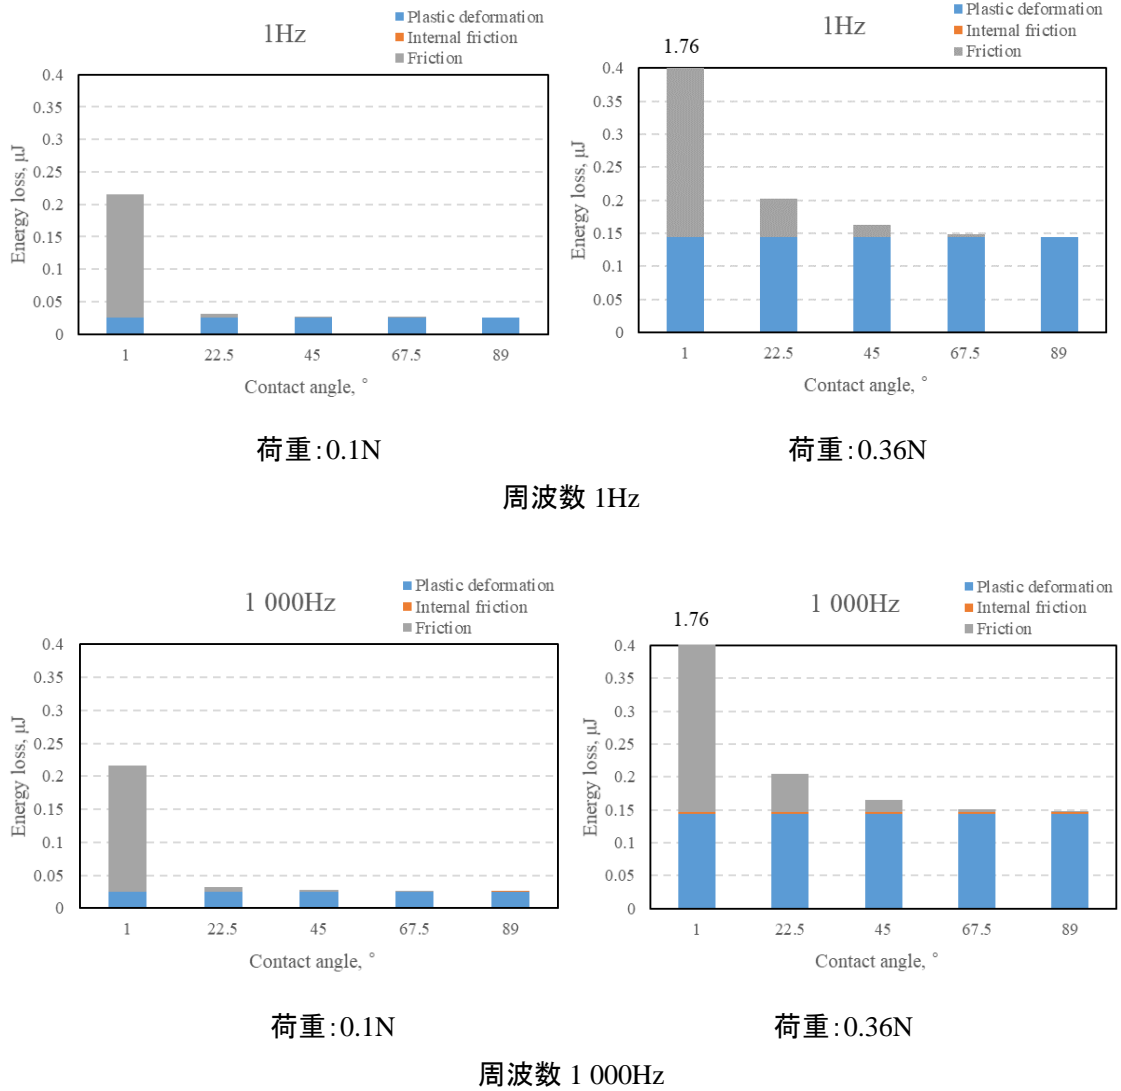 1Hz
Plastic deformation
Internal friction
Friction
0.4
0.35
0.3
0.25
0.2
0.15
0.1
0.05
0
Energy loss, μJ
1 22.5 45 67.5 89
Contact angle, °
荷重:0.1N
1Hz
Plastic deformation
Internal friction
Friction
1.76
0.4
0.35
0.3
0.25
0.2
0.15
0.1
0.05
0
Energy loss, μJ
1 22.5 45 67.5 89
Contact angle, °
荷重:0.36N
周波数 1Hz
1 000Hz
Plastic deformation
Internal friction
Friction
0.4
0.35
0.3
0.25
0.2
0.15
0.1
0.05
0
Energy loss, μJ
1 22.5 45 67.5 89
Contact angle, °
荷重:0.1N
1 000Hz
Plastic deformation
Internal friction
Friction
1.76
0.4
0.35
0.3
0.25
0.2
0.15
0.1
0.05
0
Energy loss, μJ
1 22.5 45 67.5 89
Contact angle, °
荷重:0.36N
周波数 1 000Hz